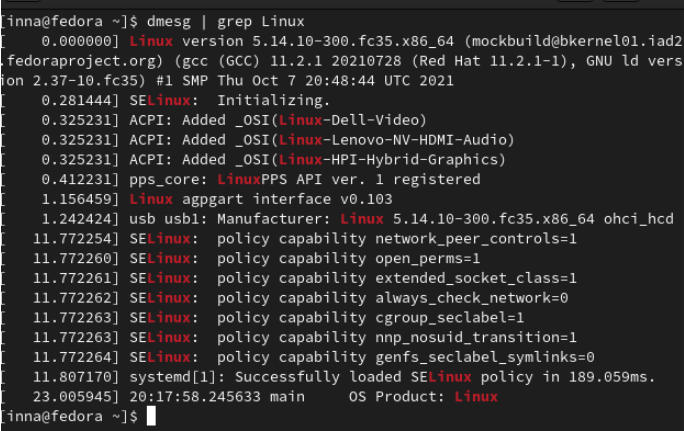 [inna@fedora ~]$ dmesg | grep Linux
[    0.000000] Linux version 5.14.10-300.fc35.x86_64 (mockbuild@bkernel01.iad2
.fedoraproject.org) (gcc (GCC) 11.2.1 20210728 (Red Hat 11.2.1-1), GNU ld vers
ion 2.37-10.fc35) #1 SMP Thu Oct 7 20:48:44 UTC 2021
[    0.281444] SELinux:  Initializing.
[    0.325231] ACPI: Added _OSI(Linux-Dell-Video)
[    0.325231] ACPI: Added _OSI(Linux-Lenovo-NV-HDMI-Audio)
[    0.325231] ACPI: Added _OSI(Linux-HPI-Hybrid-Graphics)
[    0.412231] pps_core: LinuxPPS API ver. 1 registered
[    1.156459] Linux agpgart interface v0.103
[    1.242424] usb usb1: Manufacturer: Linux 5.14.10-300.fc35.x86_64 ohci_hcd
[   11.772254] SELinux:  policy capability network_peer_controls=1
[   11.772260] SELinux:  policy capability open_perms=1
[   11.772261] SELinux:  policy capability extended_socket_class=1
[   11.772262] SELinux:  policy capability always_check_network=0
[   11.772263] SELinux:  policy capability cgroup_seclabel=1
[   11.772263] SELinux:  policy capability nnp_nosuid_transition=1
[   11.772264] SELinux:  policy capability genfs_seclabel_symlinks=0
[   11.807170] systemd[1]: Successfully loaded SELinux policy in 189.059ms.
[   23.005945] 20:17:58.245633 main     OS Product: Linux
[inna@fedora ~]$